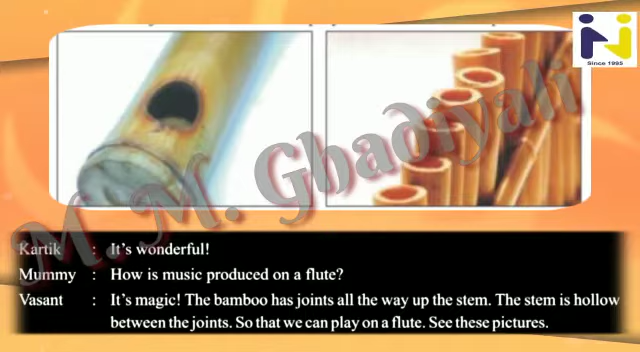 Since 1995
M. M. Ghadiyali
Kartik : It's wonderful!
Mummy : How is music produced on a flute?
Vasant : It's magic! The bamboo has joints all the way up the stem. The stem is hollow
between the joints. So that we can play on a flute. See these pictures.